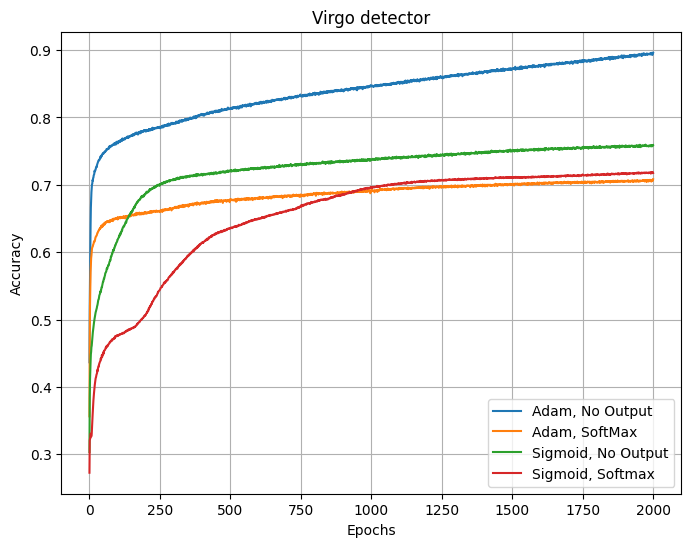 Virgo detector
Accuracy
0.9
0.8
0.7
0.6
0.5
0.4
0.3
0
250
500
750
1000
1250
1500
1750
2000
Epochs
Adam, No Output
Adam, SoftMax
Sigmoid, No Output
Sigmoid, Softmax